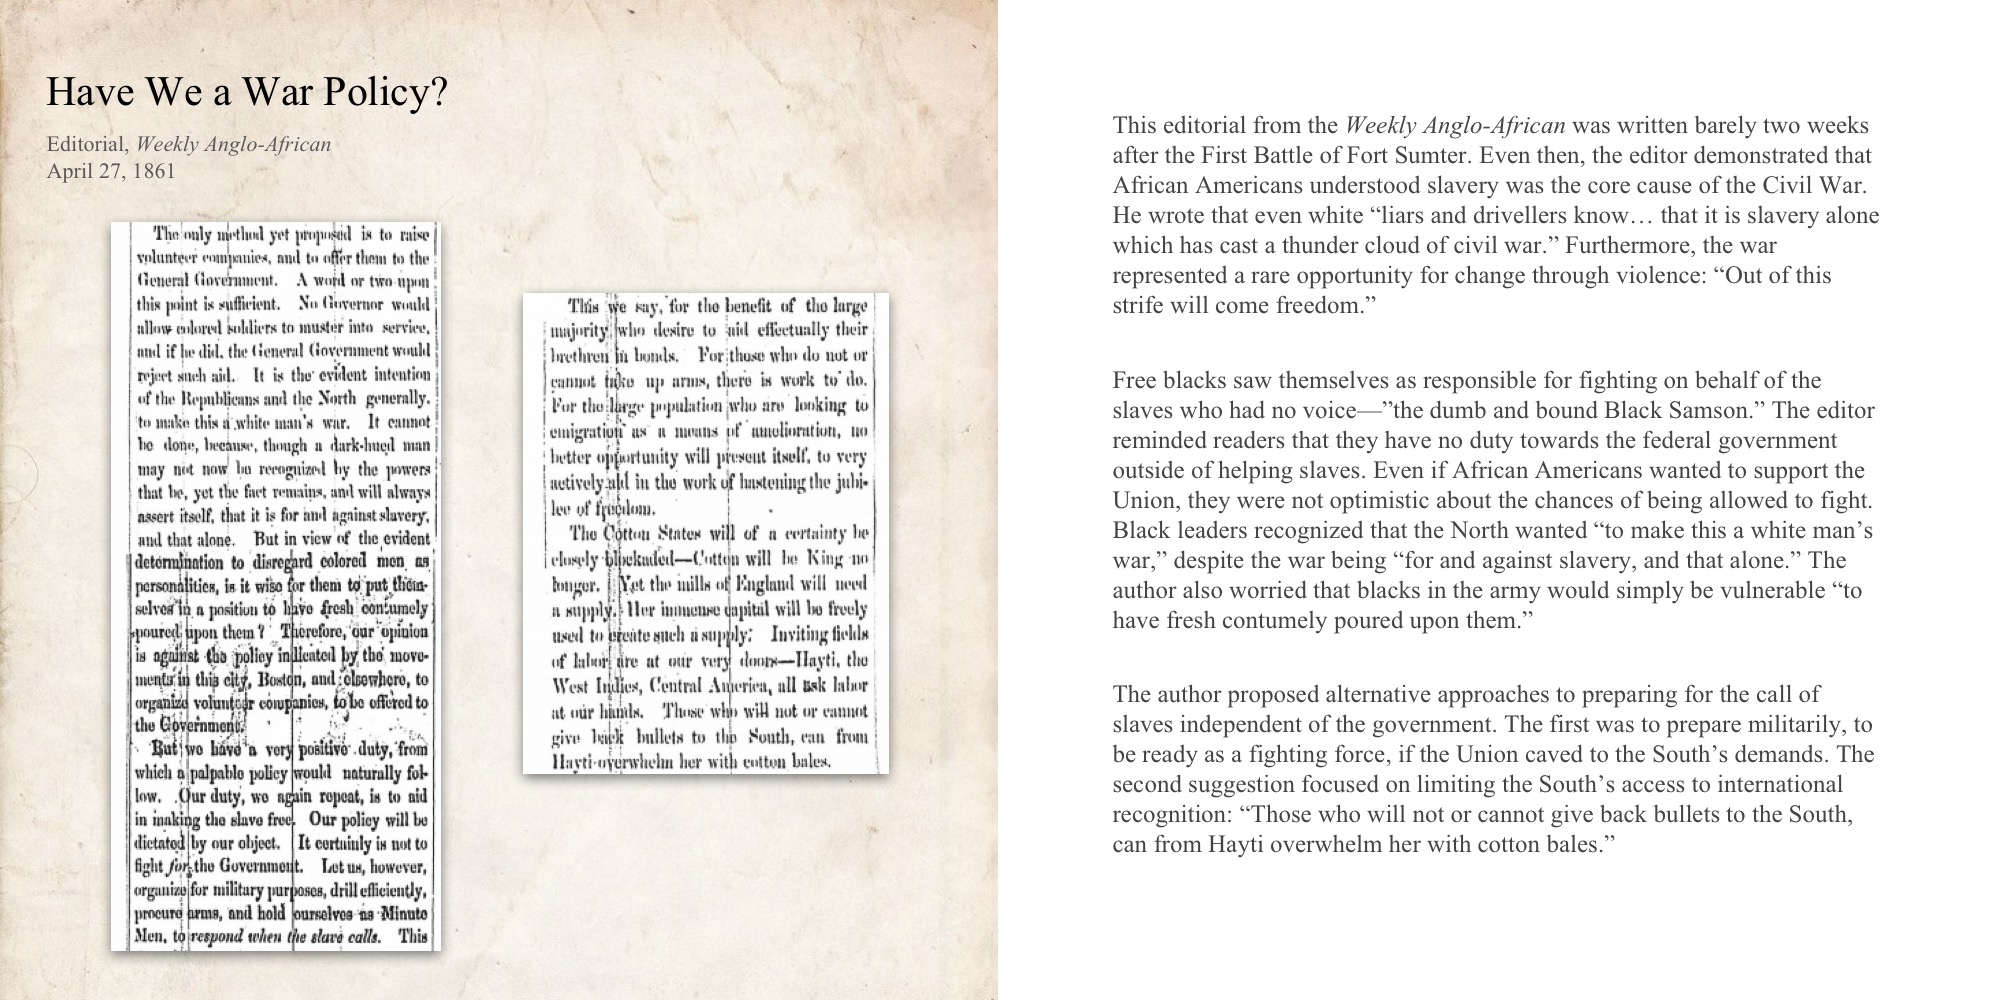 Have We a War Policy?
Editorial, Weekly Anglo-African
April 27, 1861
The only method yet proposed is to raise
volunteer companies, and to offer them to the
General Government. A word or two upon
this point is sufficient. No Governor would
allow colored soldiers to muster into service,
and if he did, the General Government would
reject such aid. It is the evident intention
of the Republicans and the North generally,
to make this a white man's war. It cannot
be done, because, though a dark-hued man
may not now be recognized by the powers
that be, yet the fact remains, and will always
assert itself, that it is for and against slavery,
and that alone. But in view of the evident
determination to disregard colored men as
personalities, is it wise for them to put them-
selves in a position to have fresh contumely
poured upon them? Therefore, our opinion
is against the policy indicated by the move-
ments in this city, Boston, and elsewhere, to
organize volunteer companies, to be offered to
the Government.
But we have a very positive duty, from
which a palpable policy would naturally fol-
low. Our duty, we again repeat, is to aid
in making the slave free. Our policy will be
dictated by our object. It certainly is not to
fight for the Government. Let us, however,
organize for military purposes, drill efficiently,
procure arms, and hold ourselves as Minute
Men, to respond when the slave calls. This
This we say, for the benefit of the large
majority who desire to aid effectually their
brethren in bonds. For those who do not or
cannot take up arms, there is work to do.
For the large population who are looking to
emigration as a means of amelioration, no
better opportunity will present itself, to very
actively aid in the work of hastening the jubi-
lee of freedom.
The Cotton States will of a certainty be
closely blockaded—Cotton will be King no
longer. Yet the mills of England will need
a supply. Her immense capital will be freely
used to create such a supply. Inviting fields
of labor are at our very doors—Hayti, the
West Indies, Central America, all ask labor
at our hands. Those who will not or cannot
give back bullets to the South, can from
Hayti overwhelm her with cotton bales.
This editorial from the Weekly Anglo-African was written barely two weeks
after the First Battle of Fort Sumter. Even then, the editor demonstrated that
African Americans understood slavery was the core cause of the Civil War.
He wrote that even white “liars and drivellers know… that it is slavery alone
which has cast a thunder cloud of civil war.” Furthermore, the war
represented a rare opportunity for change through violence: “Out of this
strife will come freedom.”
Free blacks saw themselves as responsible for fighting on behalf of the
slaves who had no voice—”the dumb and bound Black Samson.” The editor
reminded readers that they have no duty towards the federal government
outside of helping slaves. Even if African Americans wanted to support the
Union, they were not optimistic about the chances of being allowed to fight.
Black leaders recognized that the North wanted “to make this a white man’s
war,” despite the war being “for and against slavery, and that alone.” The
author also worried that blacks in the army would simply be vulnerable “to
have fresh contumely poured upon them.”
The author proposed alternative approaches to preparing for the call of
slaves independent of the government. The first was to prepare militarily, to
be ready as a fighting force, if the Union caved to the South’s demands. The
second suggestion focused on limiting the South’s access to international
recognition: “Those who will not or cannot give back bullets to the South,
can from Hayti overwhelm her with cotton bales.”